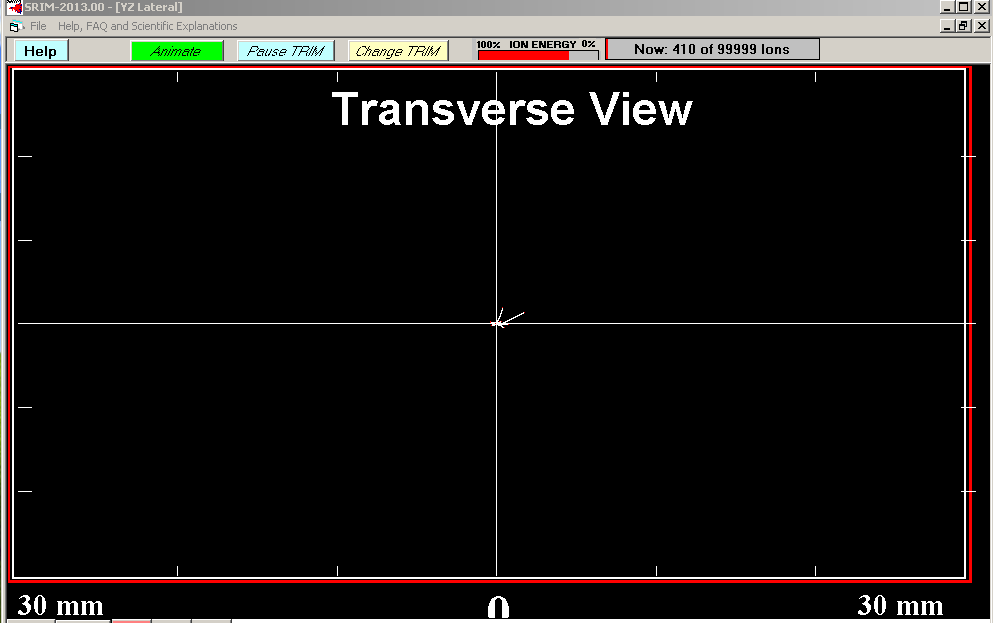 SRIM-2013.00 - [YZ Lateral]
File Help, FAQ and Scientific Explanations
Help Animate Pause TRIM Change TRIM 100% ION ENERGY 0% Now: 410 of 99999 Ions
Transverse View
30 mm 0 30 mm